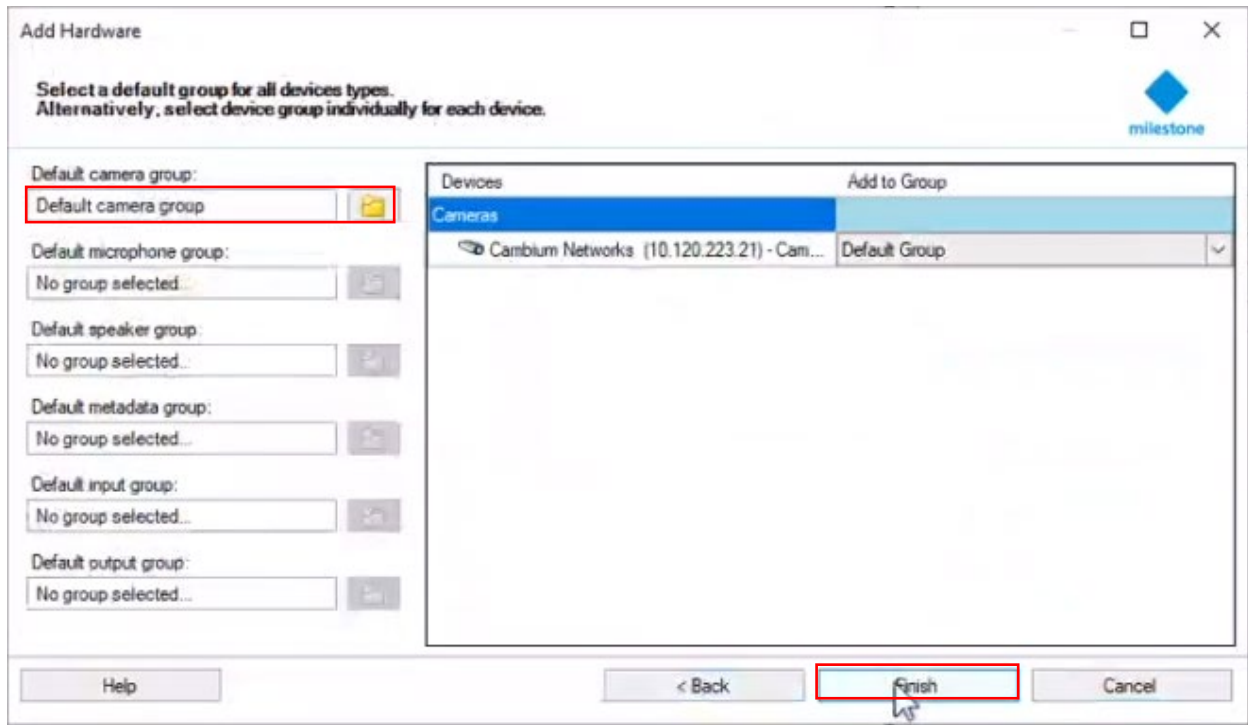 Add Hardware
Select a default group for all devices types.
Alternatively, select device group individually for each device.
milestone
Default camera group:
Default camera group
Default microphone group:
No group selected...
Default speaker group:
No group selected...
Default metadata group:
No group selected...
Default input group:
No group selected...
Default output group:
No group selected...
Devices Add to Group
Cameras
Cambium Networks (10.120.223.21) - Cam... Default Group
Help < Back Finish Cancel